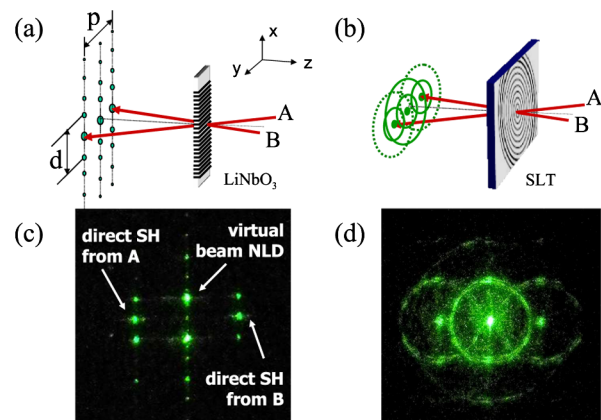 (a)
p
x
y
z
A
B
d
LiNbO₃
(b)
A
B
SLT
(c)
direct SH
from A
virtual
beam NLD
direct SH
from B
(d)